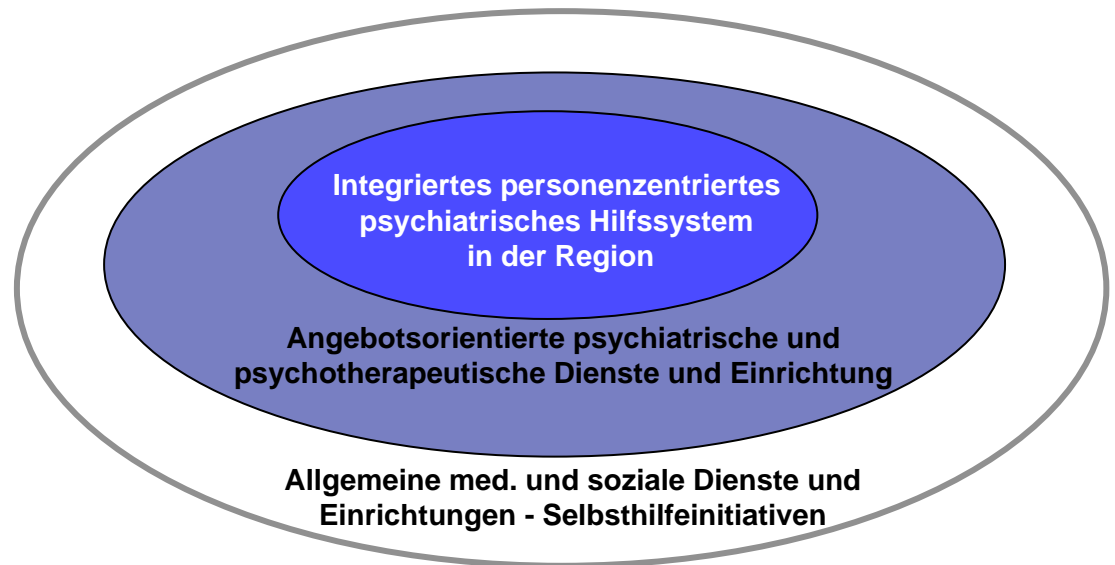 Integriertes personenzentriertes
psychiatrisches Hilfssystem
in der Region
Angebotsorientierte psychiatrische und
psychotherapeutische Dienste und Einrichtung
Allgemeine med. und soziale Dienste und
Einrichtungen - Selbsthilfeinitiativen